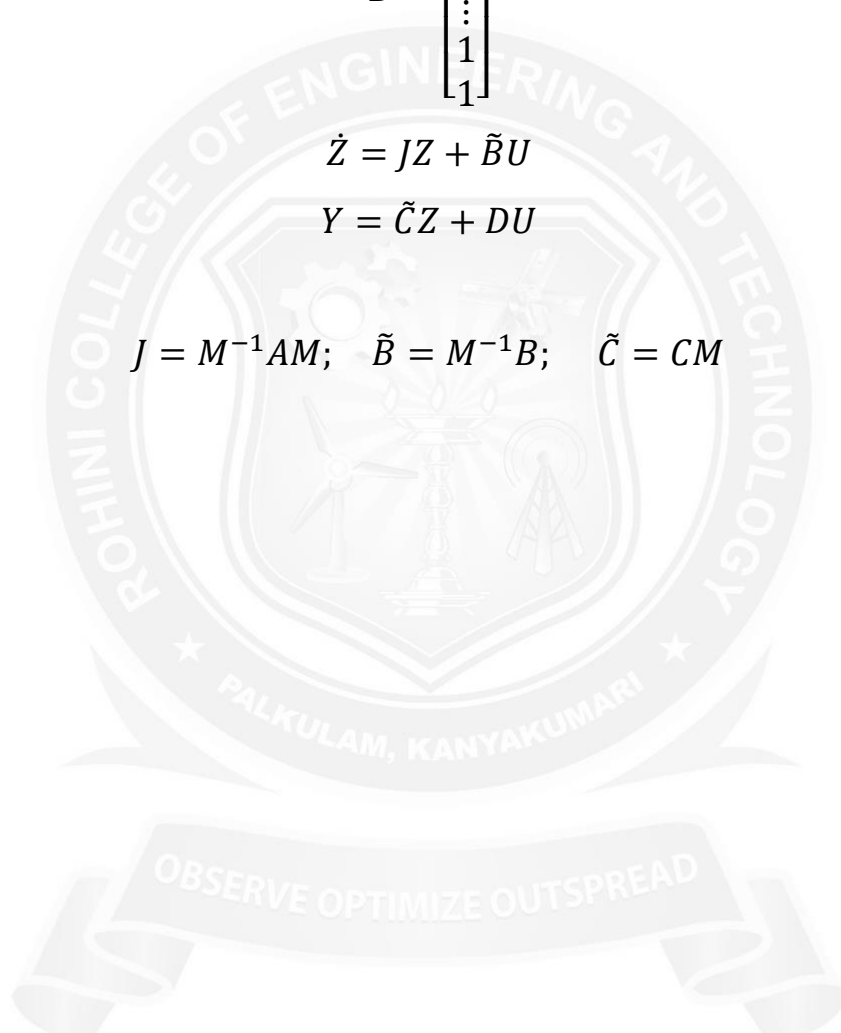 ⋮
1
1
Ż = JZ + B̃U
Y = C̃Z + DU
J = M⁻¹AM; B̃ = M⁻¹B; C̃ = CM
ROHINI COLLEGE OF ENGINEERING AND TECHNOLOGY
PALKULAM, KANYAKUMARI
OBSERVE OPTIMIZE OUTSPREAD